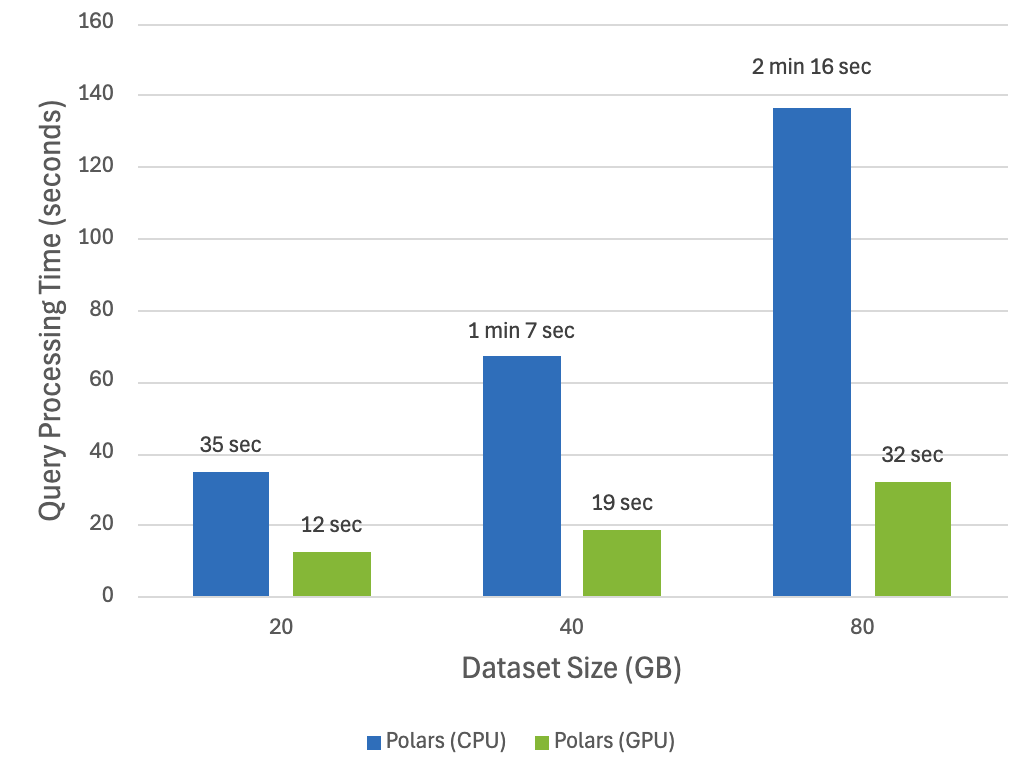 160
140
120
100
80
60
40
20
0
Query Processing Time (seconds)
35 sec
12 sec
1 min 7 sec
19 sec
2 min 16 sec
32 sec
20
40
80
Dataset Size (GB)
Polars (CPU)
Polars (GPU)